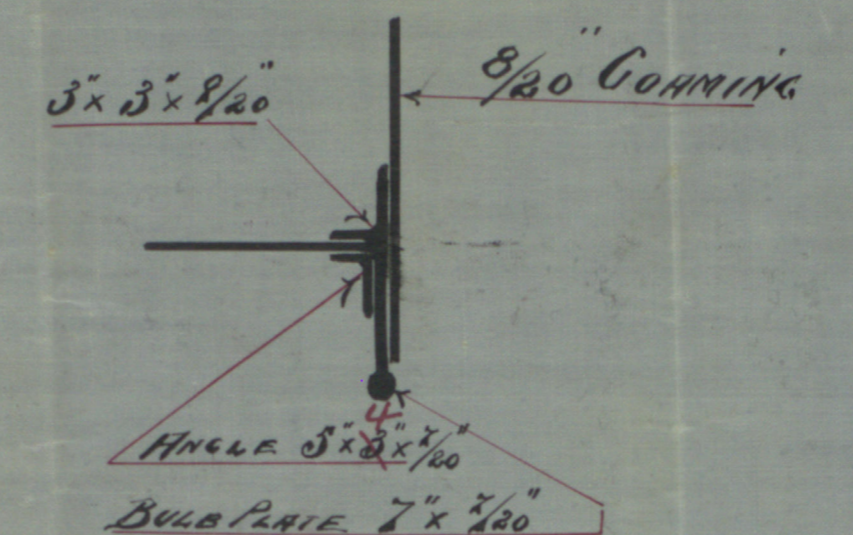 8/20" COAMING
3" x 3" x 8/20"
4
ANGLE 5" x 3" x 7/20"
BULB PLATE 7" x 7/20"